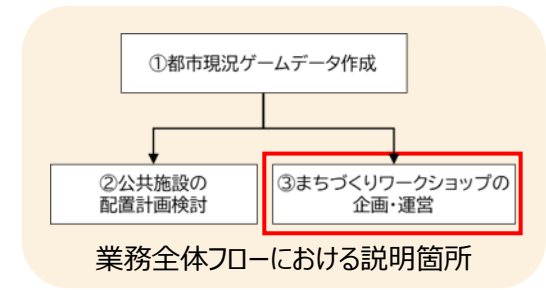 ①都市現況ゲームデータ作成
②公共施設の
配置計画検討
③まちづくりワークショップの
企画・運営
業務全体フローにおける説明箇所